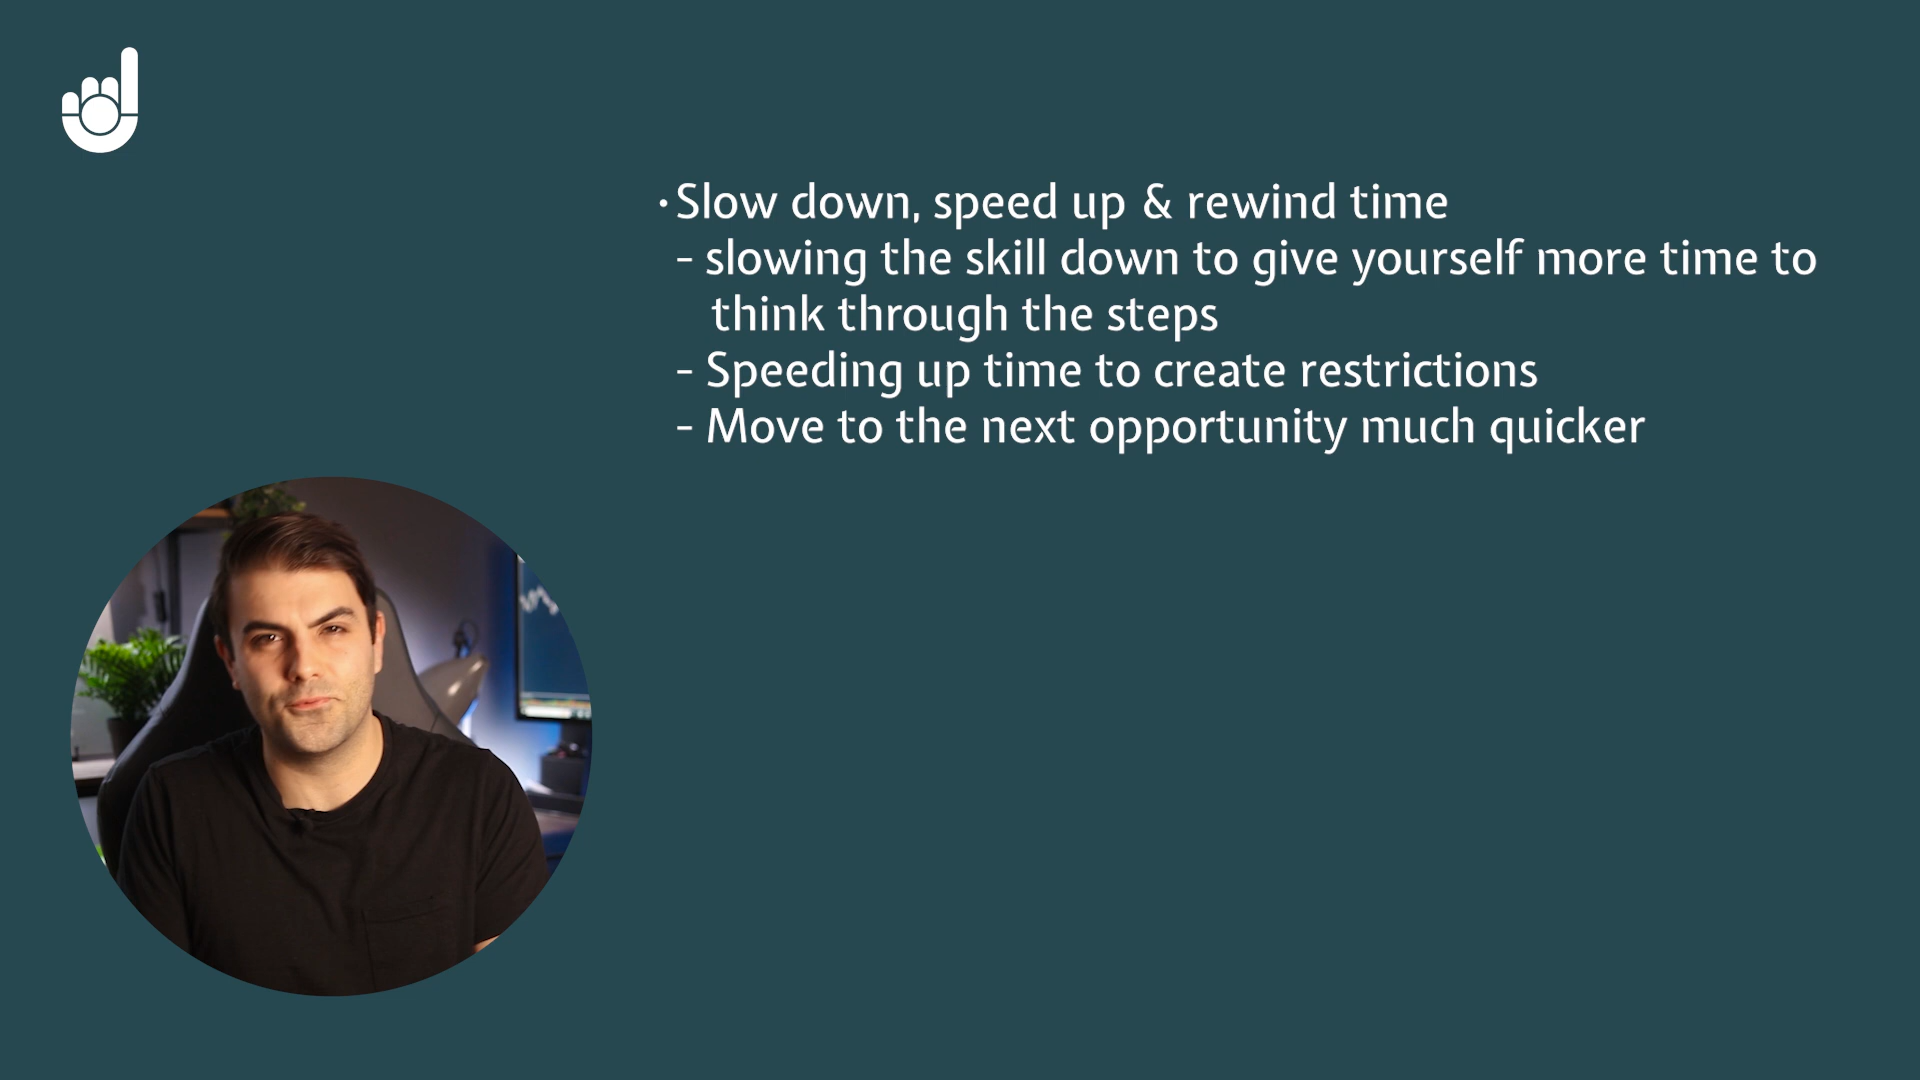 • Slow down, speed up & rewind time
- slowing the skill down to give yourself more time to
think through the steps
- Speeding up time to create restrictions
- Move to the next opportunity much quicker